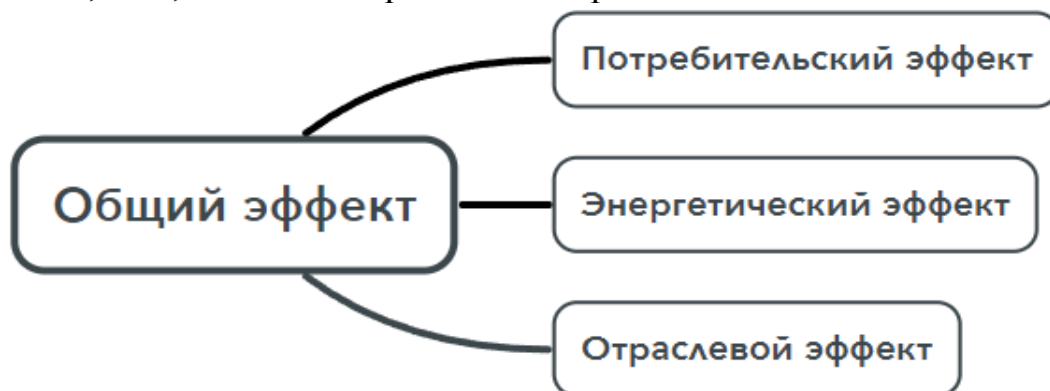 Потребительский эффект
Общий эффект
Энергетический эффект
Отраслевой эффект